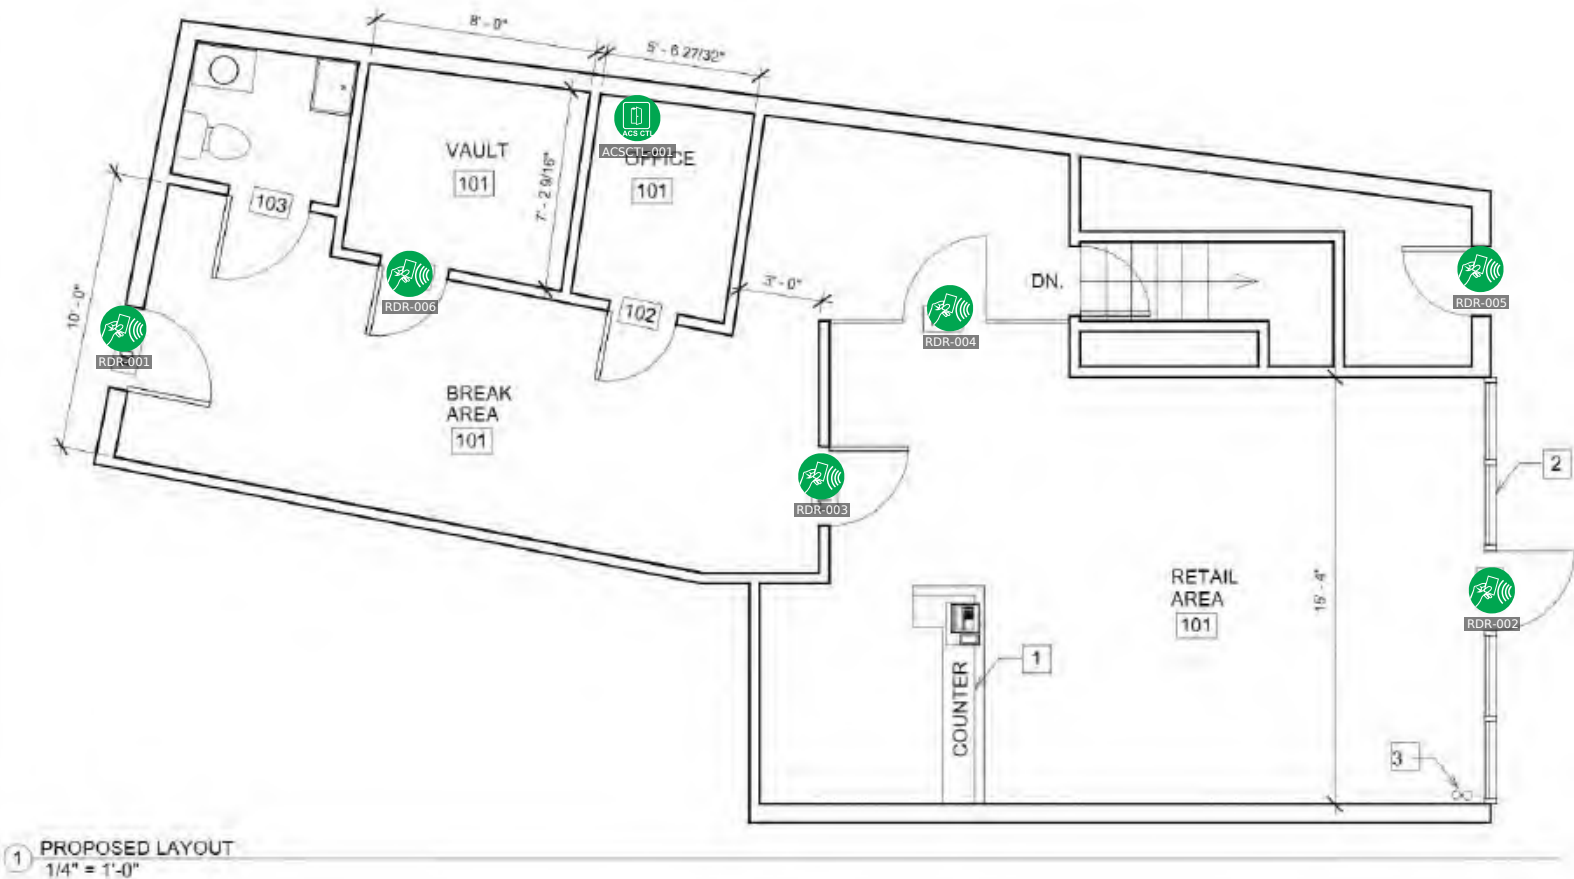 8' - 0"
5' - 6 27/32"
ACS CTL
ACSCTL-001
VAULT
101
OFFICE
101
7' - 2 9/16"
103
10' - 0"
DN.
3' - 0"
102
RDR-006
RDR-005
RDR-004
RDR-001
BREAK
AREA
101
RDR-003
2
RETAIL
AREA
101
15' - 4"
RDR-002
1
COUNTER
3
1
PROPOSED LAYOUT
1/4" = 1'-0"